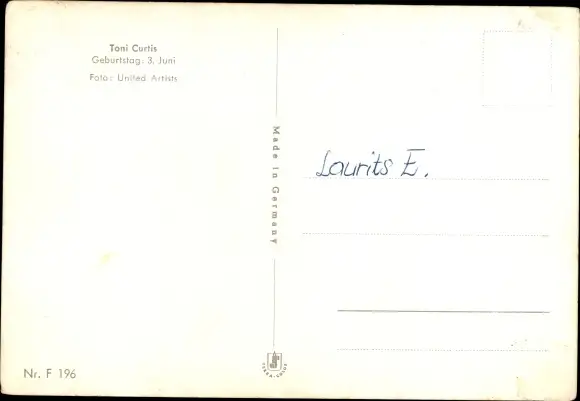 Toni Curtis
Geburtstag: 3. Juni
Foto: United Artists
Made in Germany
Laurits E.
Nr. F 196